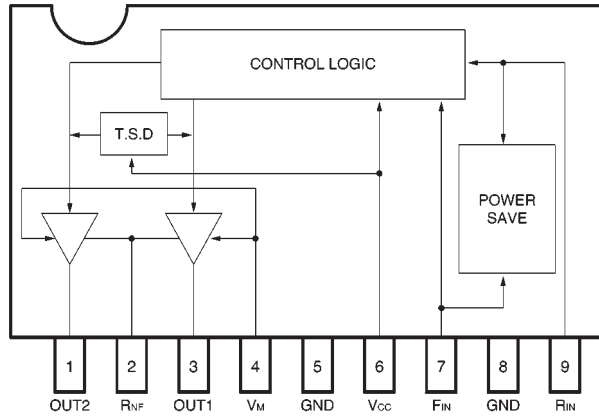 CONTROL LOGIC
T.S.D
POWER
SAVE
1 2 3 4 5 6 7 8 9
OUT2 RNF OUT1 VM GND VCC FIN GND RIN